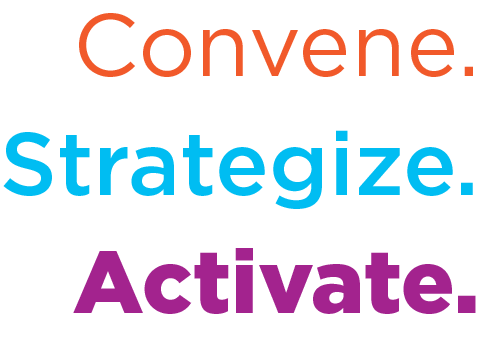 Convene.
Strategize.
Activate.